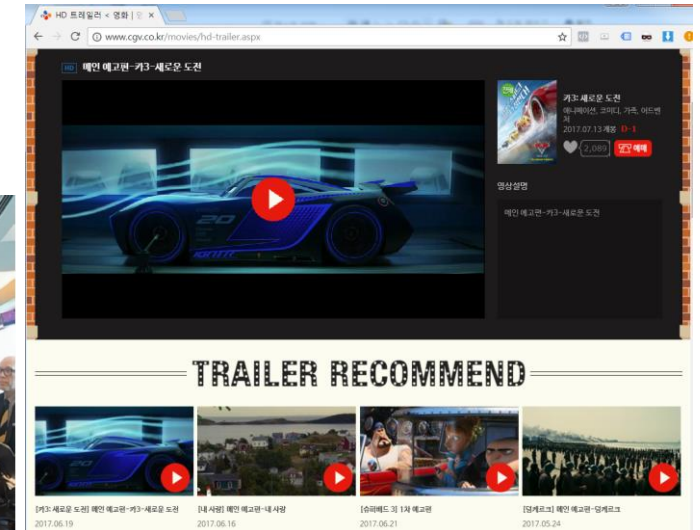 HD 트레일러 < 영화 |
www.cgv.co.kr/movies/hd-trailer.aspx
HD 메인 예고편-카3-새로운 도전
카3: 새로운 도전
애니메이션, 코미디, 가족, 어드벤
처
2017.07.13 개봉 D-1
2,089 예매
영상설명
메인 예고편-카3-새로운 도전
20
IGNTR
TRAILER RECOMMEND
[카3: 새로운 도전] 메인 예고편-카3-새로운 도전
2017.06.19
[내 사랑] 메인 예고편-내 사랑
2017.06.16
[슈퍼배드 3] 1차 예고편
2017.06.21
[덩케르크] 메인 예고편-덩케르크
2017.05.24